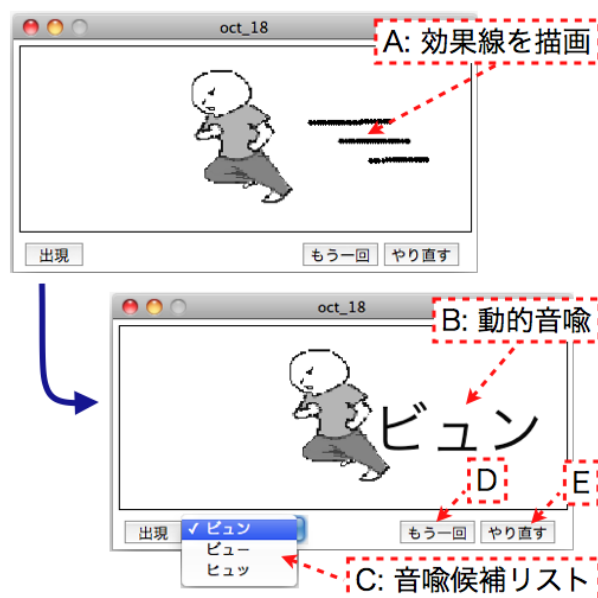 oct_18
A: 効果線を描画
出現
もう一回
やり直す
oct_18
B: 動的音喩
ビュン
D
E
出現
✓ ビュン
ビュー
ヒュッ
もう一回
やり直す
C: 音喩候補リスト